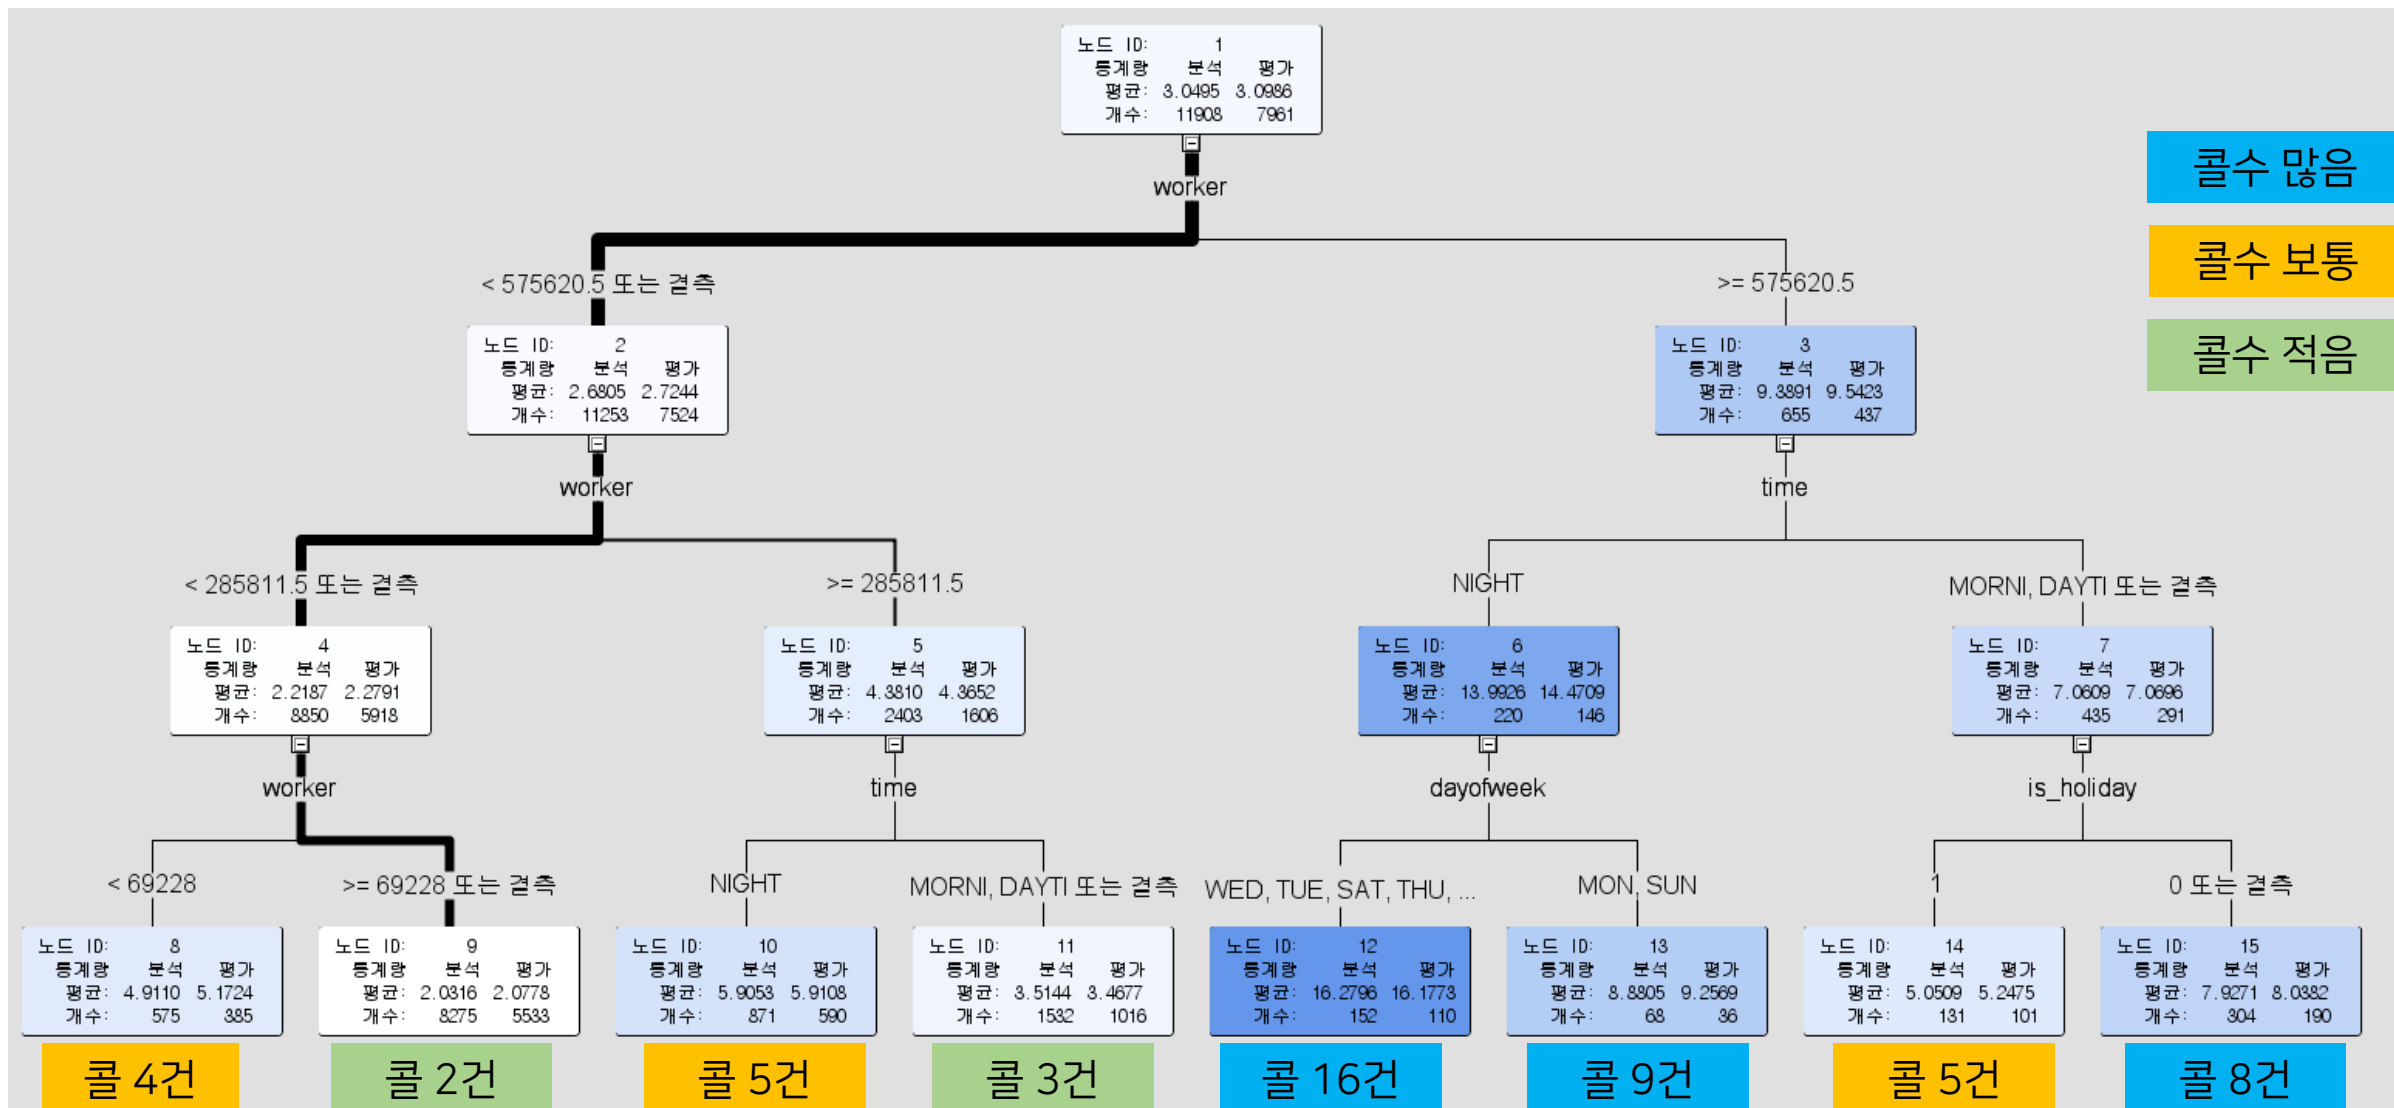 노드 ID: 1
통계량 분석 평가
평균: 3.0495 3.0986
개수: 11908 7961
worker
콜수 많음
콜수 보통
콜수 적음
< 575620.5 또는 결측
>= 575620.5
노드 ID: 2
통계량 분석 평가
평균: 2.6805 2.7244
개수: 11253 7524
노드 ID: 3
통계량 분석 평가
평균: 9.3891 9.5423
개수: 655 437
worker
time
< 285811.5 또는 결측
>= 285811.5
NIGHT
MORNI, DAYTI 또는 결측
노드 ID: 4
통계량 분석 평가
평균: 2.2187 2.2791
개수: 8850 5918
노드 ID: 5
통계량 분석 평가
평균: 4.3810 4.3652
개수: 2403 1606
노드 ID: 6
통계량 분석 평가
평균: 13.9926 14.4709
개수: 220 146
노드 ID: 7
통계량 분석 평가
평균: 7.0609 7.0696
개수: 435 291
worker
time
dayofweek
is_holiday
< 69228
>= 69228 또는 결측
NIGHT
MORNI, DAYTI 또는 결측
WED, TUE, SAT, THU, ...
MON, SUN
1
0 또는 결측
노드 ID: 8
통계량 분석 평가
평균: 4.9110 5.1724
개수: 575 385
노드 ID: 9
통계량 분석 평가
평균: 2.0316 2.0778
개수: 8275 5533
노드 ID: 10
통계량 분석 평가
평균: 5.9053 5.9108
개수: 871 590
노드 ID: 11
통계량 분석 평가
평균: 3.5144 3.4677
개수: 1532 1016
노드 ID: 12
통계량 분석 평가
평균: 16.2796 16.1773
개수: 152 110
노드 ID: 13
통계량 분석 평가
평균: 8.8805 9.2569
개수: 68 36
노드 ID: 14
통계량 분석 평가
평균: 5.0509 5.2475
개수: 131 101
노드 ID: 15
통계량 분석 평가
평균: 7.9271 8.0382
개수: 304 190
콜 4건
콜 2건
콜 5건
콜 3건
콜 16건
콜 9건
콜 5건
콜 8건